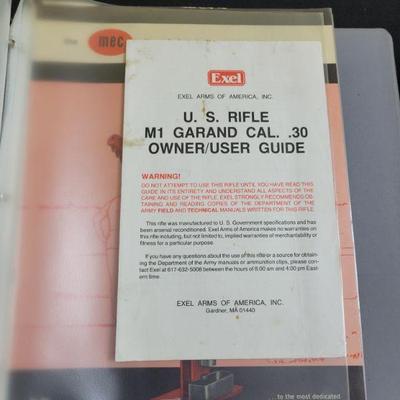 the mec
Exel
EXEL ARMS OF AMERICA, INC.
U. S. RIFLE
M1 GARAND CAL. .30
OWNER/USER GUIDE
WARNING!
DO NOT ATTEMPT TO USE THIS RIFLE UNTIL YOU HAVE READ THIS
GUIDE IN ITS ENTIRETY AND UNDERSTAND ALL ASPECTS OF THE
CARE AND USE OF THE RIFLE. EXEL STRONGLY RECOMMENDS OB-
TAINING AND READING COPIES OF THE DEPARTMENT OF THE
ARMY FIELD AND TECHNICAL MANUALS WRITTEN FOR THIS RIFLE.
This rifle was manufactured to U. S. Government specifications and has
been arsenal reconditioned. Exel Arms of America makes no warranties on
this rifle including, but not limited to, implied warranties of merchantability or
fitness for a particular purpose.
If you have any questions about the use of this rifle or a source for obtain-
ing the Department of the Army manuals or ammunition clips, please con-
tact Exel at 617-632-5008 between the hours of 8:00 am and 4:00 pm East-
ern time.
EXEL ARMS OF AMERICA, INC.
Gardner, MA 01440
...to the most dedicated